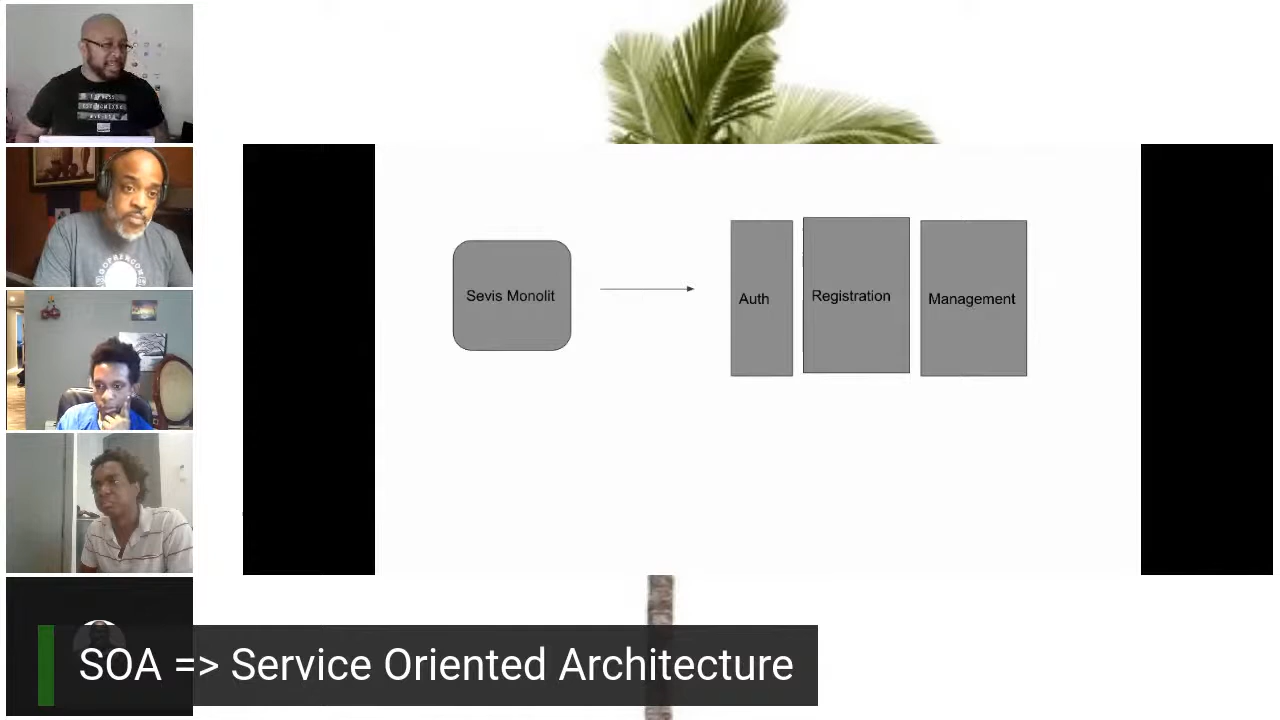 Sevis Monolit
Auth
Registration
Management
SOA => Service Oriented Architecture